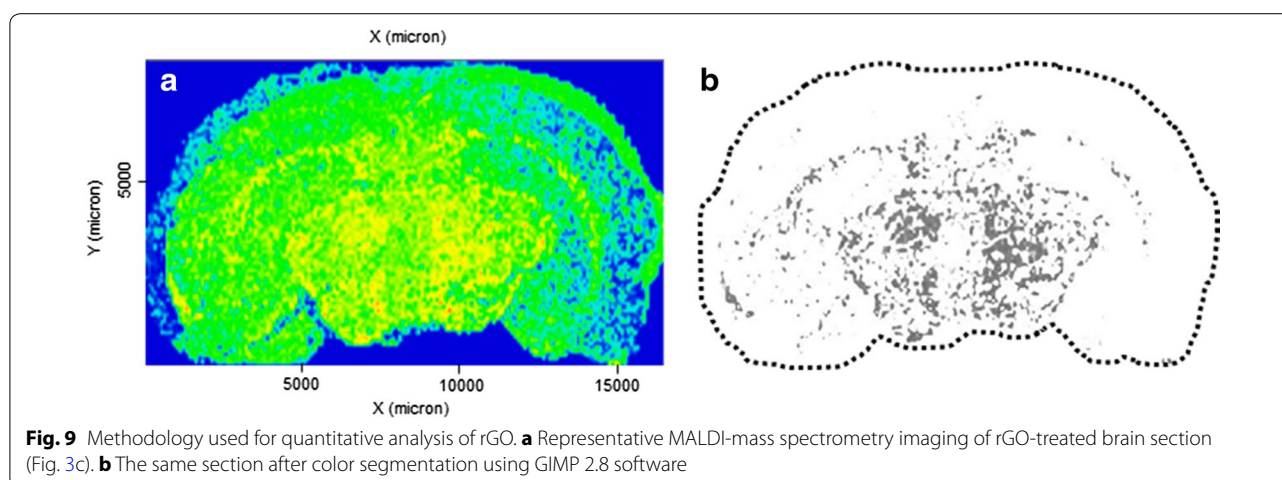 X (micron)
a
b
Y (micron)
5000
5000 10000 15000
X (micron)
Fig. 9 Methodology used for quantitative analysis of rGO. a Representative MALDI-mass spectrometry imaging of rGO-treated brain section
(Fig. 3c). b The same section after color segmentation using GIMP 2.8 software